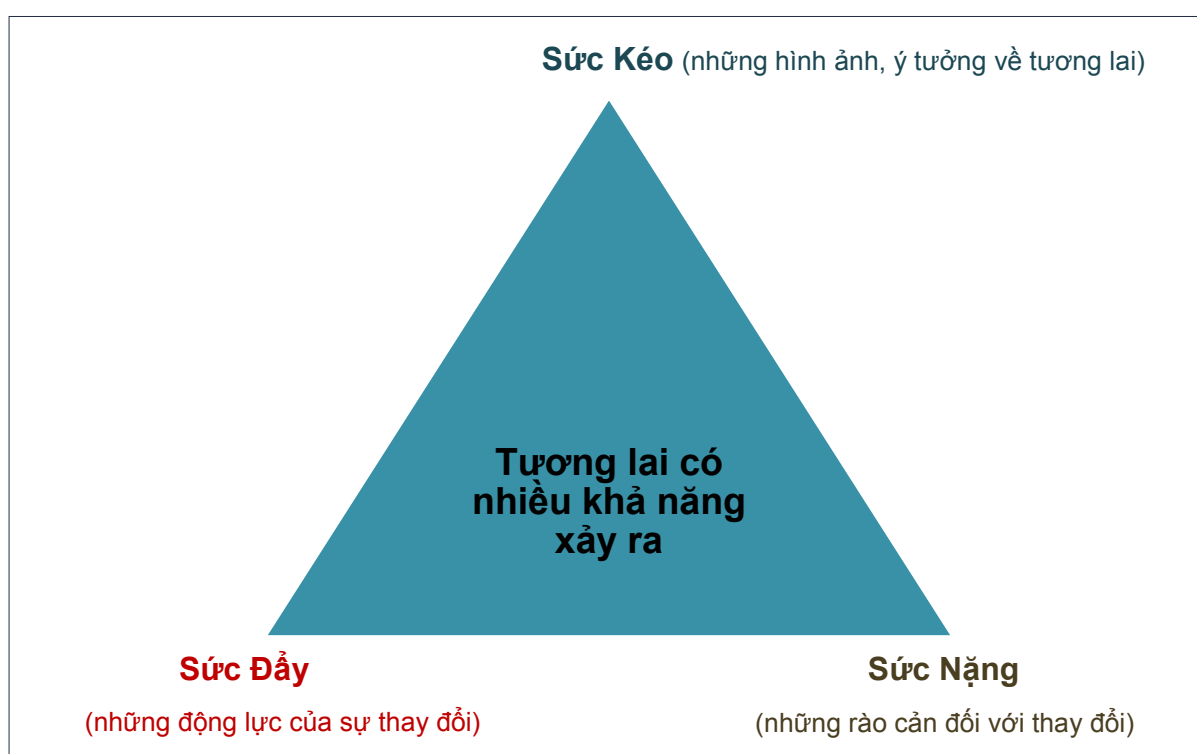 Sức Kéo (những hình ảnh, ý tưởng về tương lai)
Tương lai có
nhiều khả năng
xảy ra
Sức Đẩy
(những động lực của sự thay đổi)
Sức Nặng
(những rào cản đối với thay đổi)